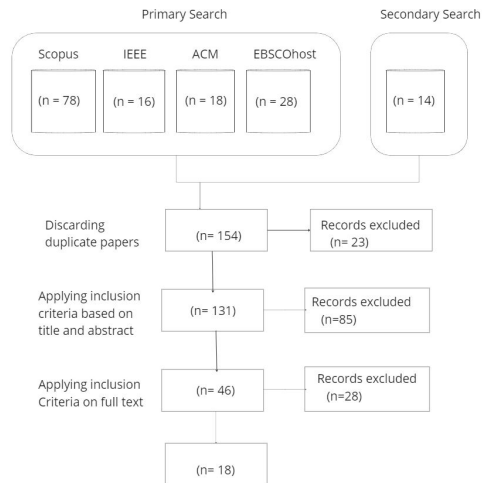 Primary Search
Secondary Search
Scopus
IEEE
ACM
EBSCOhost
(n = 78)
(n = 16)
(n = 18)
(n = 28)
(n = 14)
Discarding
duplicate papers
(n= 154)
Records excluded
(n= 23)
Applying inclusion
criteria based on
title and abstract
(n= 131)
Records excluded
(n=85)
Applying inclusion
Criteria on full text
(n= 46)
Records excluded
(n=28)
(n= 18)